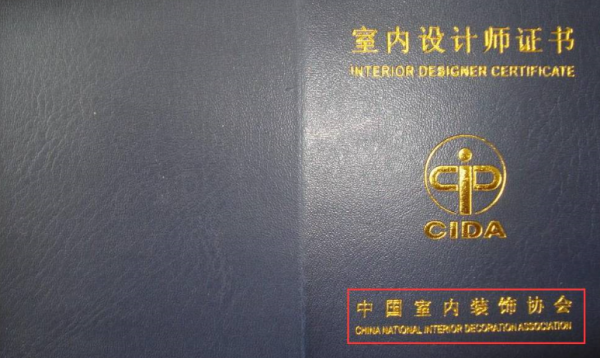 室内设计师证书
INTERIOR DESIGNER CERTIFICATE
CIDA
中国室内装饰协会
CHINA NATIONAL INTERIOR DECORATION ASSOCIATION